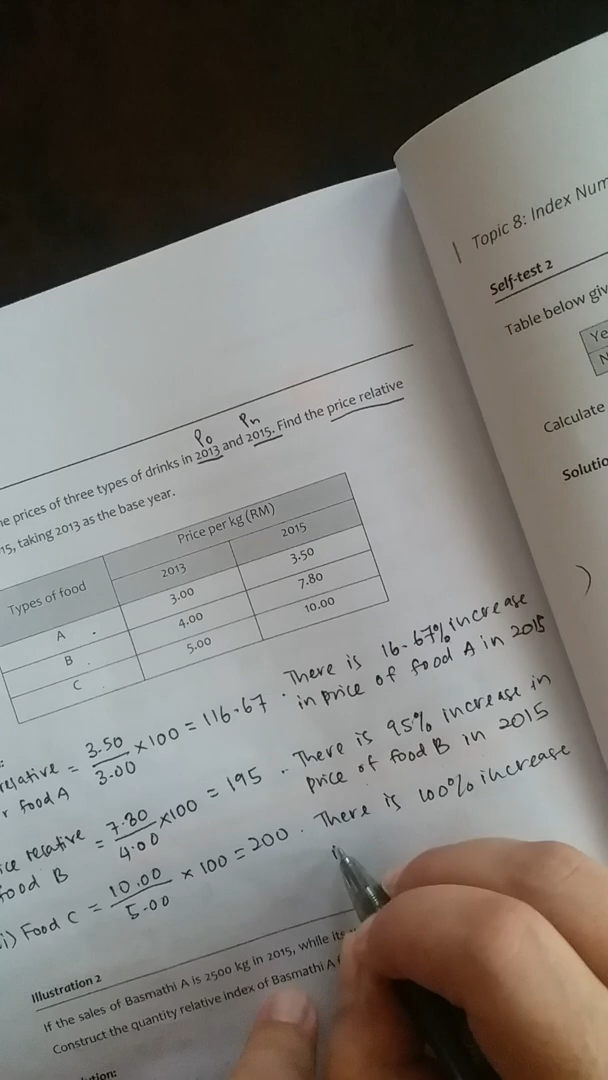 Topic 8: Index Num
Self-test 2
Table below giv
Ye
N
Calculate
Solutio
Po Pn
he prices of three types of drinks in 2013 and 2015. Find the price relative
15, taking 2013 as the base year.
Types of food Price per kg (RM)
2013 2015
A 3.00 3.50
B 4.00 7.80
C 5.00 10.00
relative = 3.50/3.00 ×100 = 116.67. There is 16.67% increase
r food A in price of food A in 2015
ice relative = 7.80/4.00 ×100 = 195. There is 95% increase in
food B price of food B in 2015
i) Food C = 10.00/5.00 × 100 = 200. There is 100% increase
Illustration 2
If the sales of Basmathi A is 2500 kg in 2015, while its
Construct the quantity relative index of Basmathi A
ution: